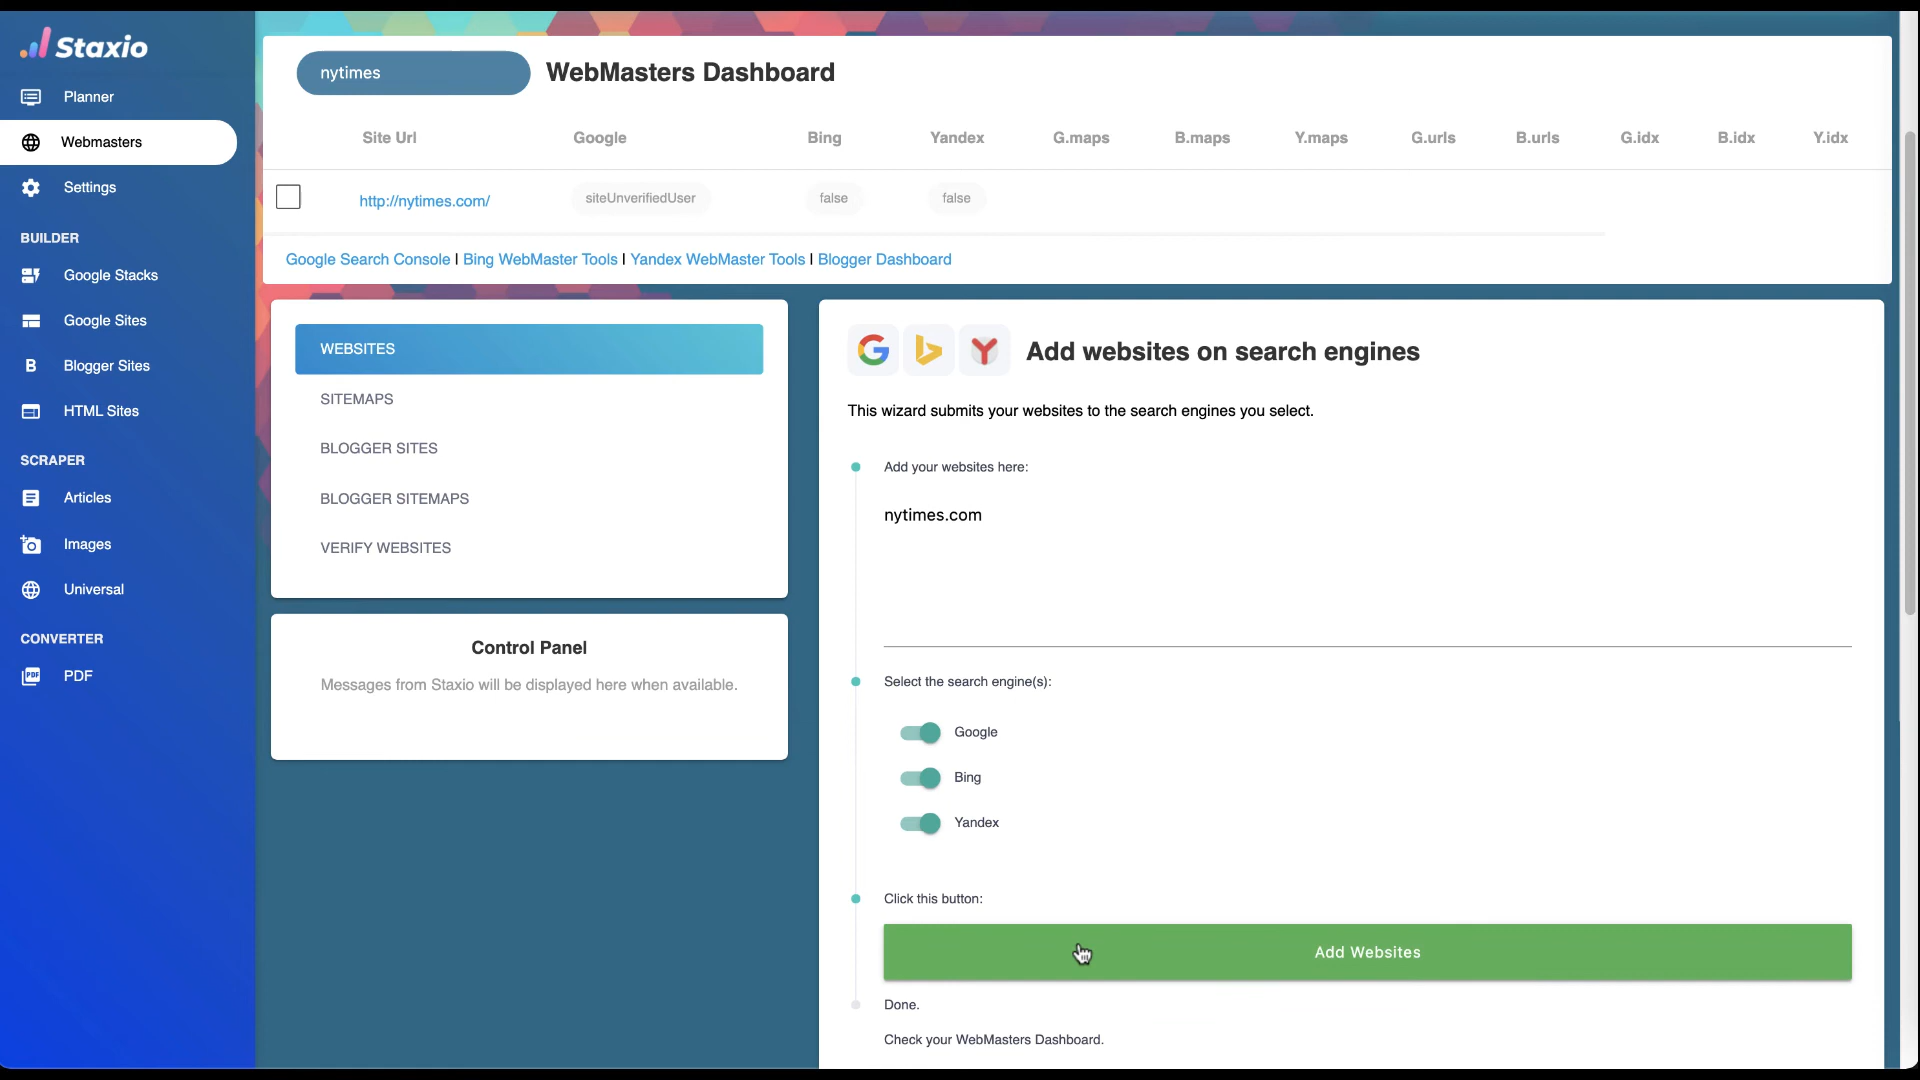 Staxio
Planner
Webmasters
Settings
BUILDER
Google Stacks
Google Sites
B Blogger Sites
HTML Sites
SCRAPER
Articles
Images
Universal
CONVERTER
PDF PDF
nytimes WebMasters Dashboard
Site Url Google Bing Yandex G.maps B.maps Y.maps G.urls B.urls G.idx B.idx Y.idx
http://nytimes.com/ siteUnverifiedUser false false
Google Search Console I Bing WebMaster Tools I Yandex WebMaster Tools I Blogger Dashboard
WEBSITES
SITEMAPS
BLOGGER SITES
BLOGGER SITEMAPS
VERIFY WEBSITES
Control Panel
Messages from Staxio will be displayed here when available.
Add websites on search engines
This wizard submits your websites to the search engines you select.
Add your websites here:
nytimes.com
Select the search engine(s):
Google
Bing
Yandex
Click this button:
Add Websites
Done.
Check your WebMasters Dashboard.